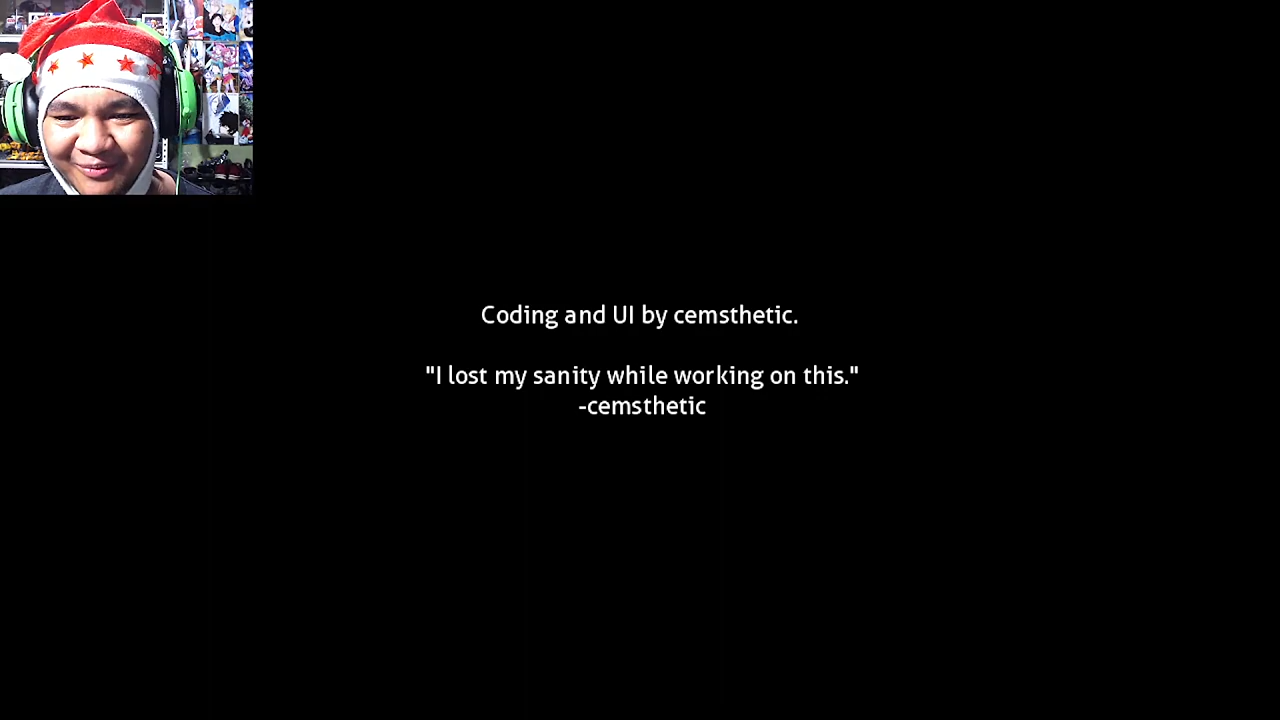 Coding and UI by cemsthetic.
"I lost my sanity while working on this."
-cemsthetic